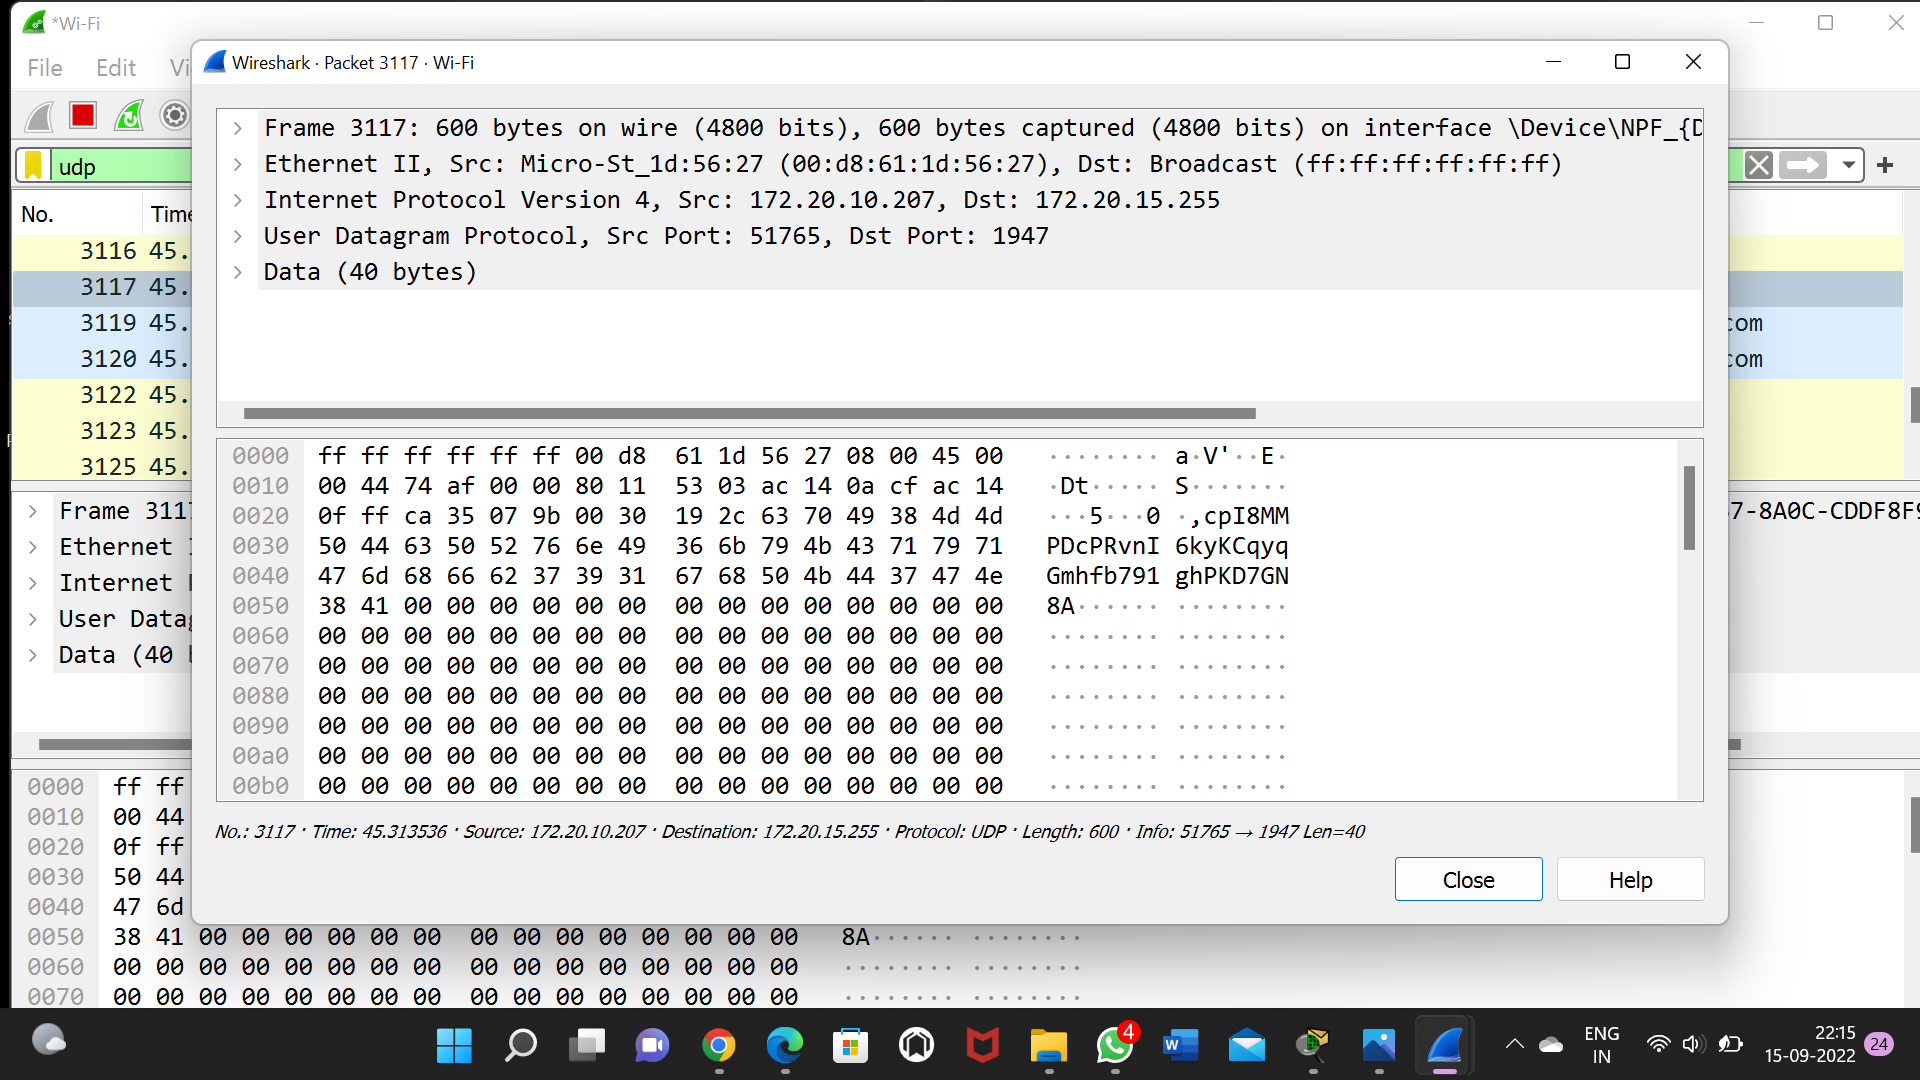 *Wi-Fi
File Edit Vi
Wireshark · Packet 3117 · Wi-Fi
udp
No. Time
3116 45.
3117 45.
3119 45.
com
3120 45.
com
3122 45.
3123 45.
3125 45.
Frame 3117: 600 bytes on wire (4800 bits), 600 bytes captured (4800 bits) on interface \Device\NPF_{D
Ethernet II, Src: Micro-St_1d:56:27 (00:d8:61:1d:56:27), Dst: Broadcast (ff:ff:ff:ff:ff:ff)
Internet Protocol Version 4, Src: 172.20.10.207, Dst: 172.20.15.255
User Datagram Protocol, Src Port: 51765, Dst Port: 1947
Data (40 bytes)
0000 ff ff ff ff ff ff 00 d8 61 1d 56 27 08 00 45 00 ········ a·V'··E·
0010 00 44 74 af 00 00 80 11 53 03 ac 14 0a cf ac 14 ·Dt····· S·······
0020 0f ff ca 35 07 9b 00 30 19 2c 63 70 49 38 4d 4d ···5···0 ·,cpI8MM
0030 50 44 63 50 52 76 6e 49 36 6b 79 4b 43 71 79 71 PDcPRvnI 6kyKCqyq
0040 47 6d 68 66 62 37 39 31 67 68 50 4b 44 37 47 4e Gmhfb791 ghPKD7GN
0050 38 41 00 00 00 00 00 00 00 00 00 00 00 00 00 00 8A······ ········
0060 00 00 00 00 00 00 00 00 00 00 00 00 00 00 00 00 ········ ········
0070 00 00 00 00 00 00 00 00 00 00 00 00 00 00 00 00 ········ ········
0080 00 00 00 00 00 00 00 00 00 00 00 00 00 00 00 00 ········ ········
0090 00 00 00 00 00 00 00 00 00 00 00 00 00 00 00 00 ········ ········
00a0 00 00 00 00 00 00 00 00 00 00 00 00 00 00 00 00 ········ ········
00b0 00 00 00 00 00 00 00 00 00 00 00 00 00 00 00 00 ········ ········
No.: 3117 · Time: 45.313536 · Source: 172.20.10.207 · Destination: 172.20.15.255 · Protocol: UDP · Length: 600 · Info: 51765 → 1947 Len=40
Close Help
Frame 3117
7-8A0C-CDDF8F9
Ethernet
Internet
User Datag
Data (40
0000 ff ff
0010 00 44
0020 0f ff
0030 50 44
0040 47 6d
0050 38 41 00 00 00 00 00 00 00 00 00 00 00 00 00 00 8A······ ········
0060 00 00 00 00 00 00 00 00 00 00 00 00 00 00 00 00 ········ ········
0070 00 00 00 00 00 00 00 00 00 00 00 00 00 00 00 00 ········ ········
4
ENG
IN
22:15
15-09-2022
24